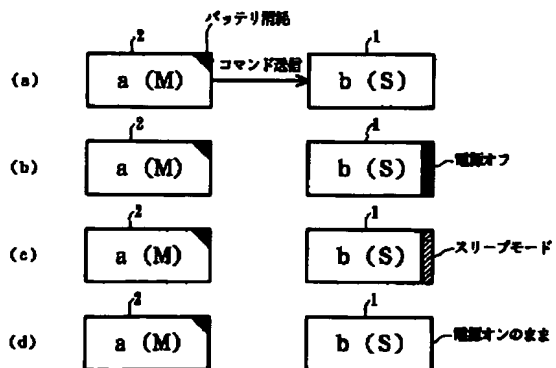 バッテリ消耗
2 1
(a) a (M) コマンド送信 b (S)
2 1
(b) a (M) b (S) 電源オフ
2 1
(c) a (M) b (S) スリープモード
2 1
(d) a (M) b (S) 電源オンのまま